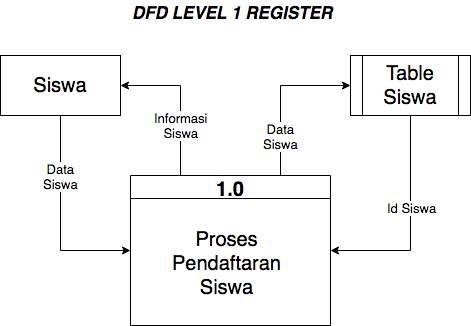 DFD LEVEL 1 REGISTER
Siswa
Table
Siswa
Informasi
Siswa
Data
Siswa
Data
Siswa
Id Siswa
1.0
Proses
Pendaftaran
Siswa